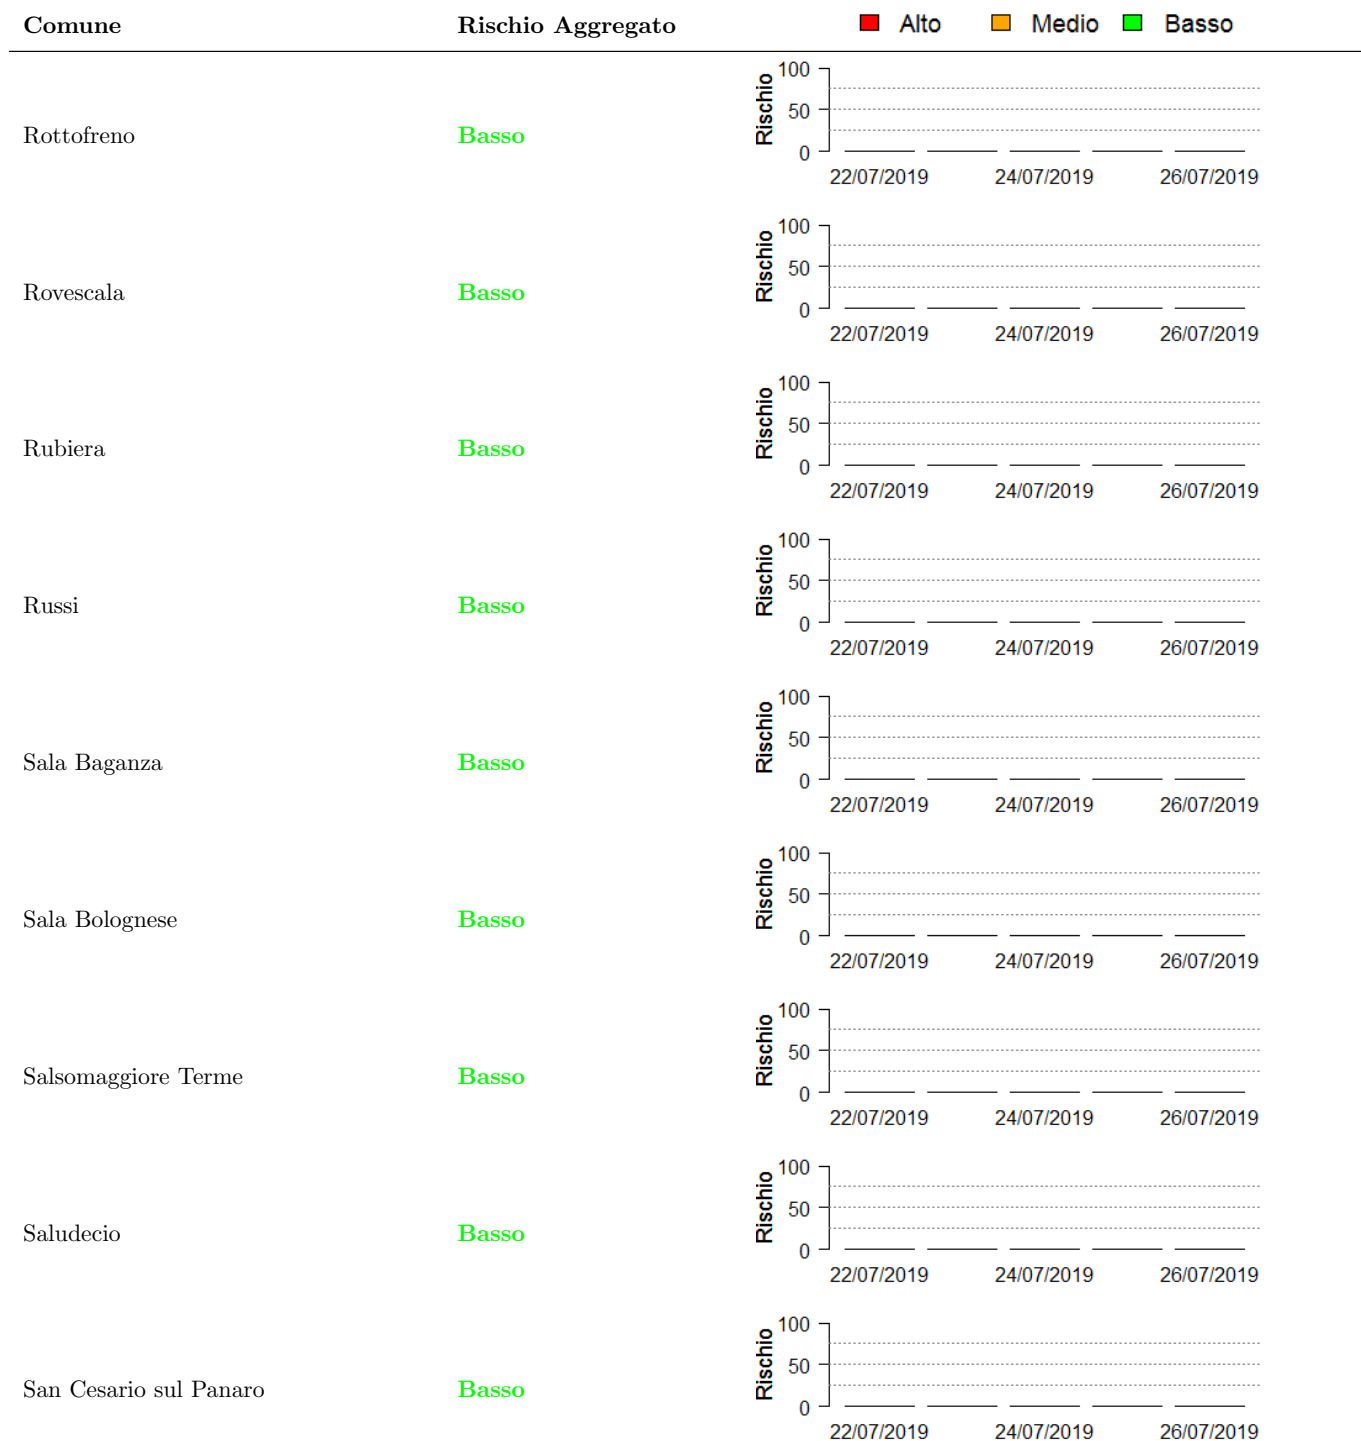 Comune Rischio Aggregato Alto Medio Basso
100
50
0
Rischio
Rottofreno Basso
22/07/2019 24/07/2019 26/07/2019
100
50
0
Rischio
Rovescala Basso
22/07/2019 24/07/2019 26/07/2019
100
50
0
Rischio
Rubiera Basso
22/07/2019 24/07/2019 26/07/2019
100
50
0
Rischio
Russi Basso
22/07/2019 24/07/2019 26/07/2019
100
50
0
Rischio
Sala Baganza Basso
22/07/2019 24/07/2019 26/07/2019
100
50
0
Rischio
Sala Bolognese Basso
22/07/2019 24/07/2019 26/07/2019
100
50
0
Rischio
Salsomaggiore Terme Basso
22/07/2019 24/07/2019 26/07/2019
100
50
0
Rischio
Saludecio Basso
22/07/2019 24/07/2019 26/07/2019
100
50
0
Rischio
San Cesario sul Panaro Basso
22/07/2019 24/07/2019 26/07/2019